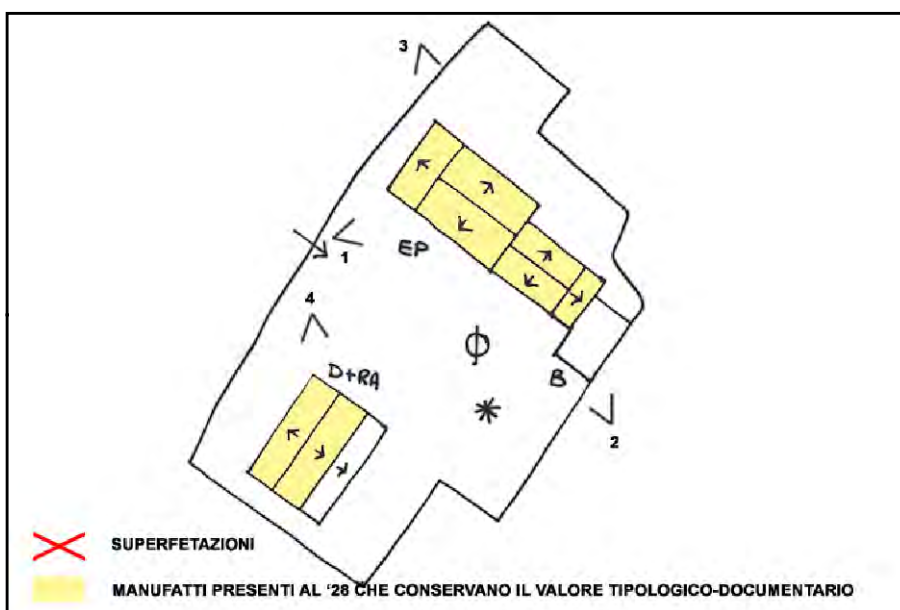 3
EP
1
4
D+RA
B
2
SUPERFETAZIONI
MANUFATTI PRESENTI AL '28 CHE CONSERVANO IL VALORE TIPOLOGICO-DOCUMENTARIO